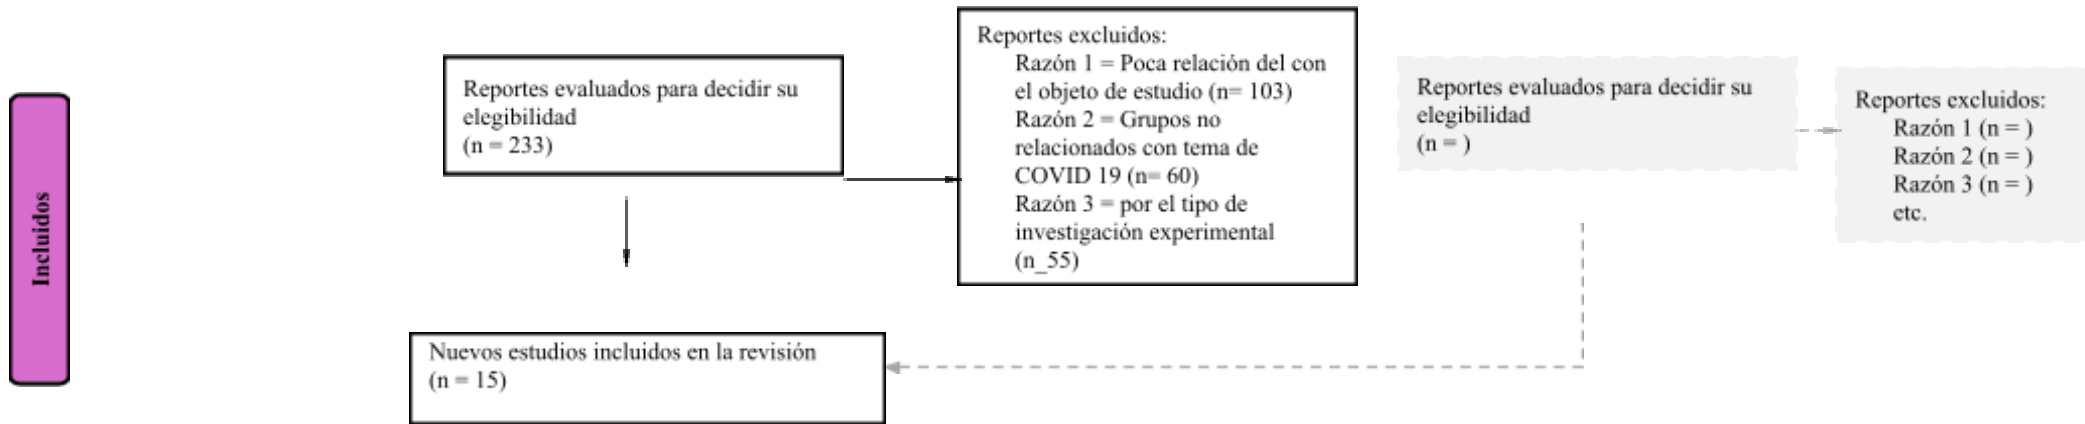 Incluidos
Reportes evaluados para decidir su
elegibilidad
(n = 233)
Reportes excluidos:
Razón 1 = Poca relación del con
el objeto de estudio (n= 103)
Razón 2 = Grupos no
relacionados con tema de
COVID 19 (n= 60)
Razón 3 = por el tipo de
investigación experimental
(n_55)
Reportes evaluados para decidir su
elegibilidad
(n = )
Reportes excluidos:
Razón 1 (n = )
Razón 2 (n = )
Razón 3 (n = )
etc.
Nuevos estudios incluidos en la revisión
(n = 15)